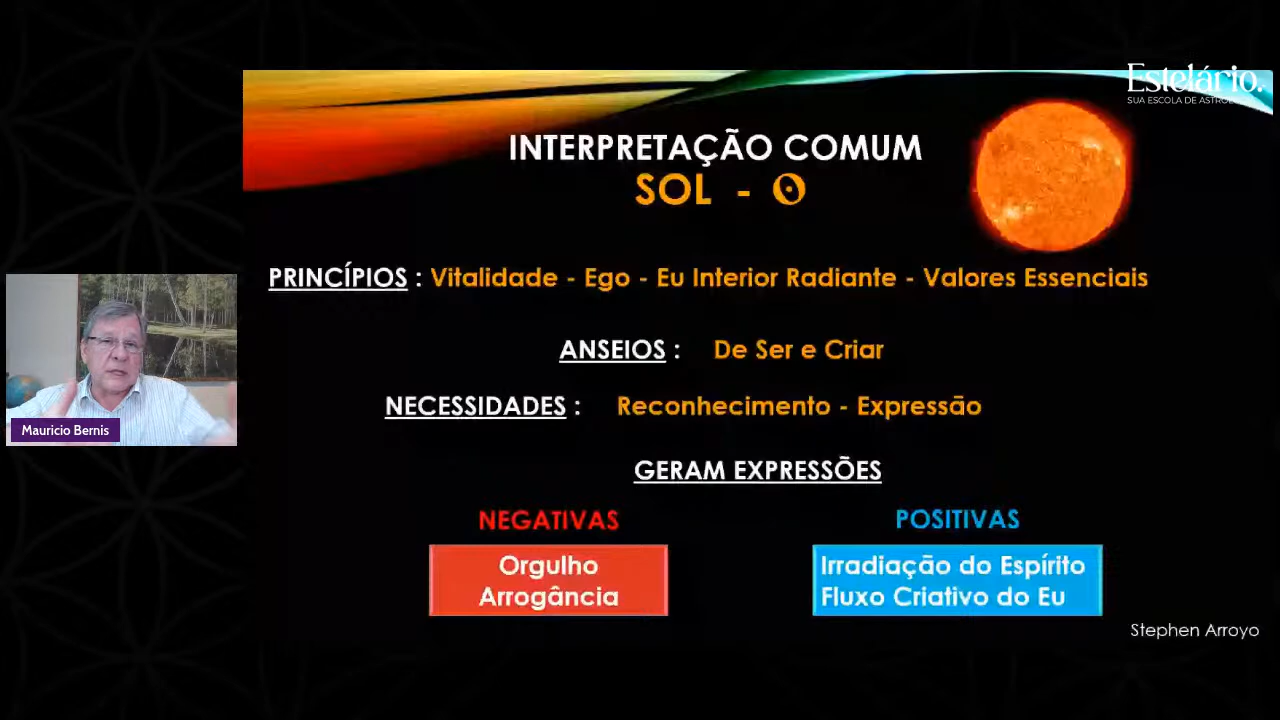 Estelário.
SUA ESCOLA DE ASTROL
INTERPRETAÇÃO COMUM
SOL -
PRINCÍPIOS : Vitalidade - Ego - Eu Interior Radiante - Valores Essenciais
ANSEIOS : De Ser e Criar
NECESSIDADES : Reconhecimento - Expressão
Mauricio Bernis
GERAM EXPRESSÕES
NEGATIVAS
Orgulho
Arrogância
POSITIVAS
Irradiação do Espírito
Fluxo Criativo do Eu
Stephen Arroyo